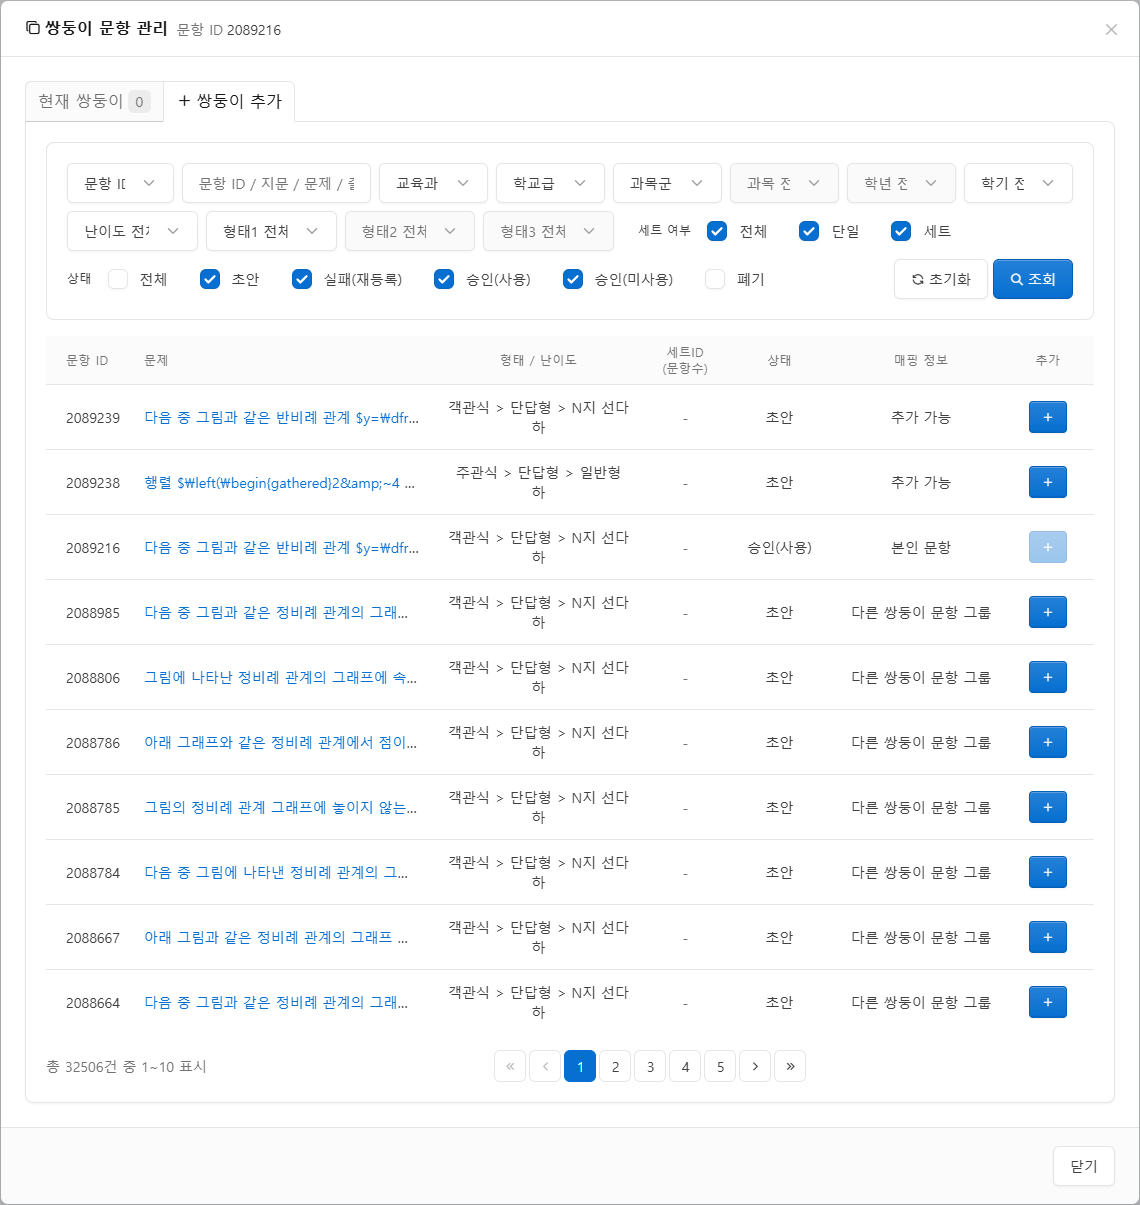 쌍둥이 문항 관리 문항 ID 2089216
현재 쌍둥이 0
+ 쌍둥이 추가
문항 ID 문항 ID / 지문 / 문제 / 교육과 학교급 과목군 과목 전 학년 전 학기 전
난이도 전체 형태1 전체 형태2 전체 형태3 전체 세트 여부 전체 단일 세트
상태 전체 초안 실패(재등록) 승인(사용) 승인(미사용) 폐기 초기화 조회
문항 ID 문제 형태 / 난이도 세트ID (문항수) 상태 매핑 정보 추가
2089239 다음 중 그림과 같은 반비례 관계 $y=₩dfr... 객관식 > 단답형 > N지 선다 하 - 초안 추가 가능 +
2089238 행렬 $₩left(₩begin{gathered}2&amp;~4 ... 주관식 > 단답형 > 일반형 하 - 초안 추가 가능 +
2089216 다음 중 그림과 같은 반비례 관계 $y=₩dfr... 객관식 > 단답형 > N지 선다 하 - 승인(사용) 본인 문항 +
2088985 다음 중 그림과 같은 정비례 관계의 그래... 객관식 > 단답형 > N지 선다 하 - 초안 다른 쌍둥이 문항 그룹 +
2088806 그림에 나타난 정비례 관계의 그래프에 속... 객관식 > 단답형 > N지 선다 하 - 초안 다른 쌍둥이 문항 그룹 +
2088786 아래 그래프와 같은 정비례 관계에서 점이... 객관식 > 단답형 > N지 선다 하 - 초안 다른 쌍둥이 문항 그룹 +
2088785 그림의 정비례 관계 그래프에 놓이지 않는... 객관식 > 단답형 > N지 선다 하 - 초안 다른 쌍둥이 문항 그룹 +
2088784 다음 중 그림에 나타낸 정비례 관계의 그... 객관식 > 단답형 > N지 선다 하 - 초안 다른 쌍둥이 문항 그룹 +
2088667 아래 그림과 같은 정비례 관계의 그래프 ... 객관식 > 단답형 > N지 선다 하 - 초안 다른 쌍둥이 문항 그룹 +
2088664 다음 중 그림과 같은 정비례 관계의 그래... 객관식 > 단답형 > N지 선다 하 - 초안 다른 쌍둥이 문항 그룹 +
총 32506건 중 1~10 표시 « ‹ 1 2 3 4 5 › »
닫기